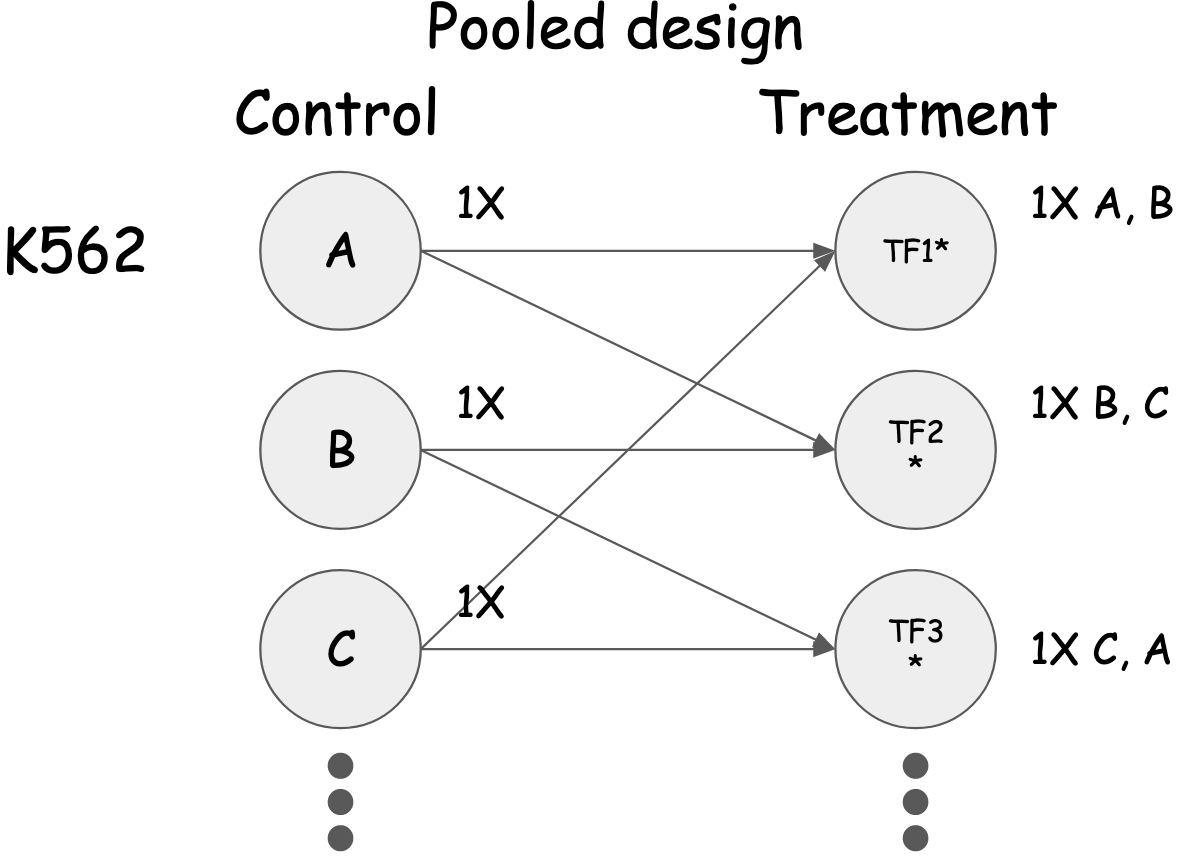 Pooled design
Control
Treatment
K562
A
1X
TF1*
1X A, B
B
1X
TF2
*
1X B, C
C
1X
TF3
*
1X C, A